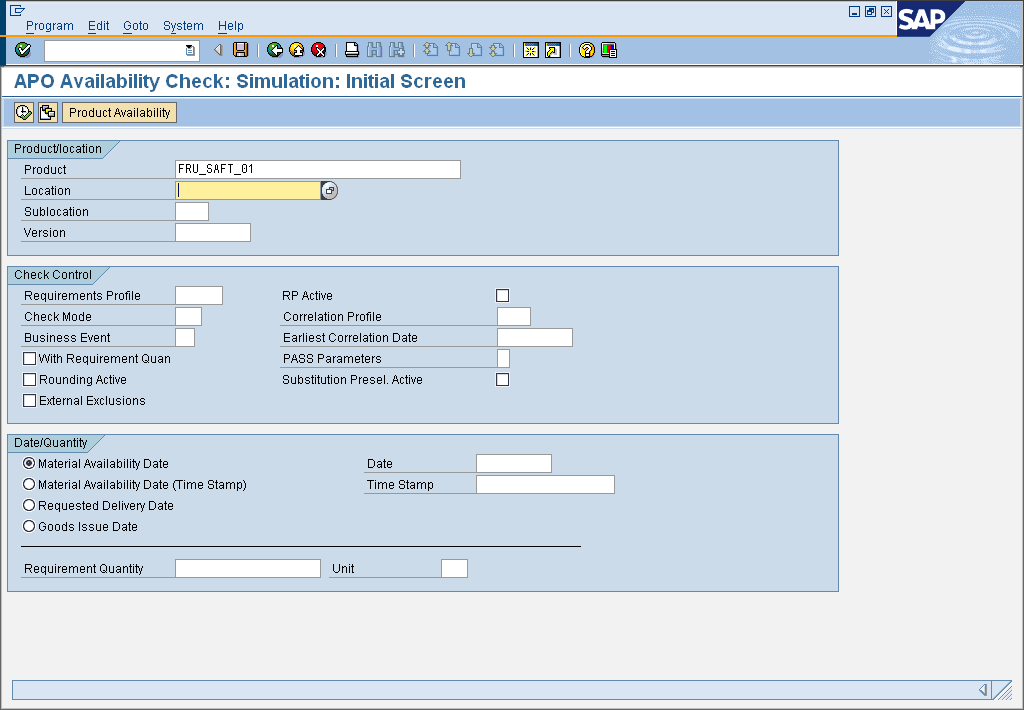 Program Edit Goto System Help
SAP
APO Availability Check: Simulation: Initial Screen
Product Availability
Product/location
Product FRU_SAFT_01
Location
Sublocation
Version
Check Control
Requirements Profile RP Active
Check Mode Correlation Profile
Business Event Earliest Correlation Date
With Requirement Quan PASS Parameters
Rounding Active Substitution Presel. Active
External Exclusions
Date/Quantity
Material Availability Date Date
Material Availability Date (Time Stamp) Time Stamp
Requested Delivery Date
Goods Issue Date
Requirement Quantity Unit